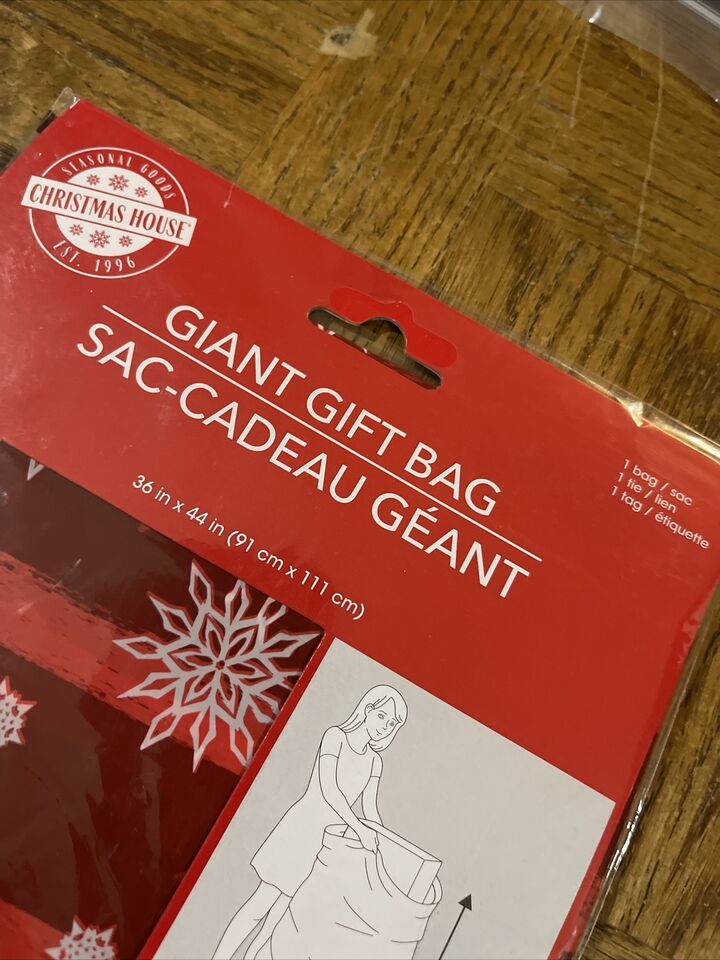 SEASONAL GOODS
CHRISTMAS HOUSE
EST. 1996
GIANT GIFT BAG
SAC-CADEAU GÉANT
36 in x 44 in (91 cm x 111 cm)
1 bag / sac
1 tie / lien
1 tag / étiquette